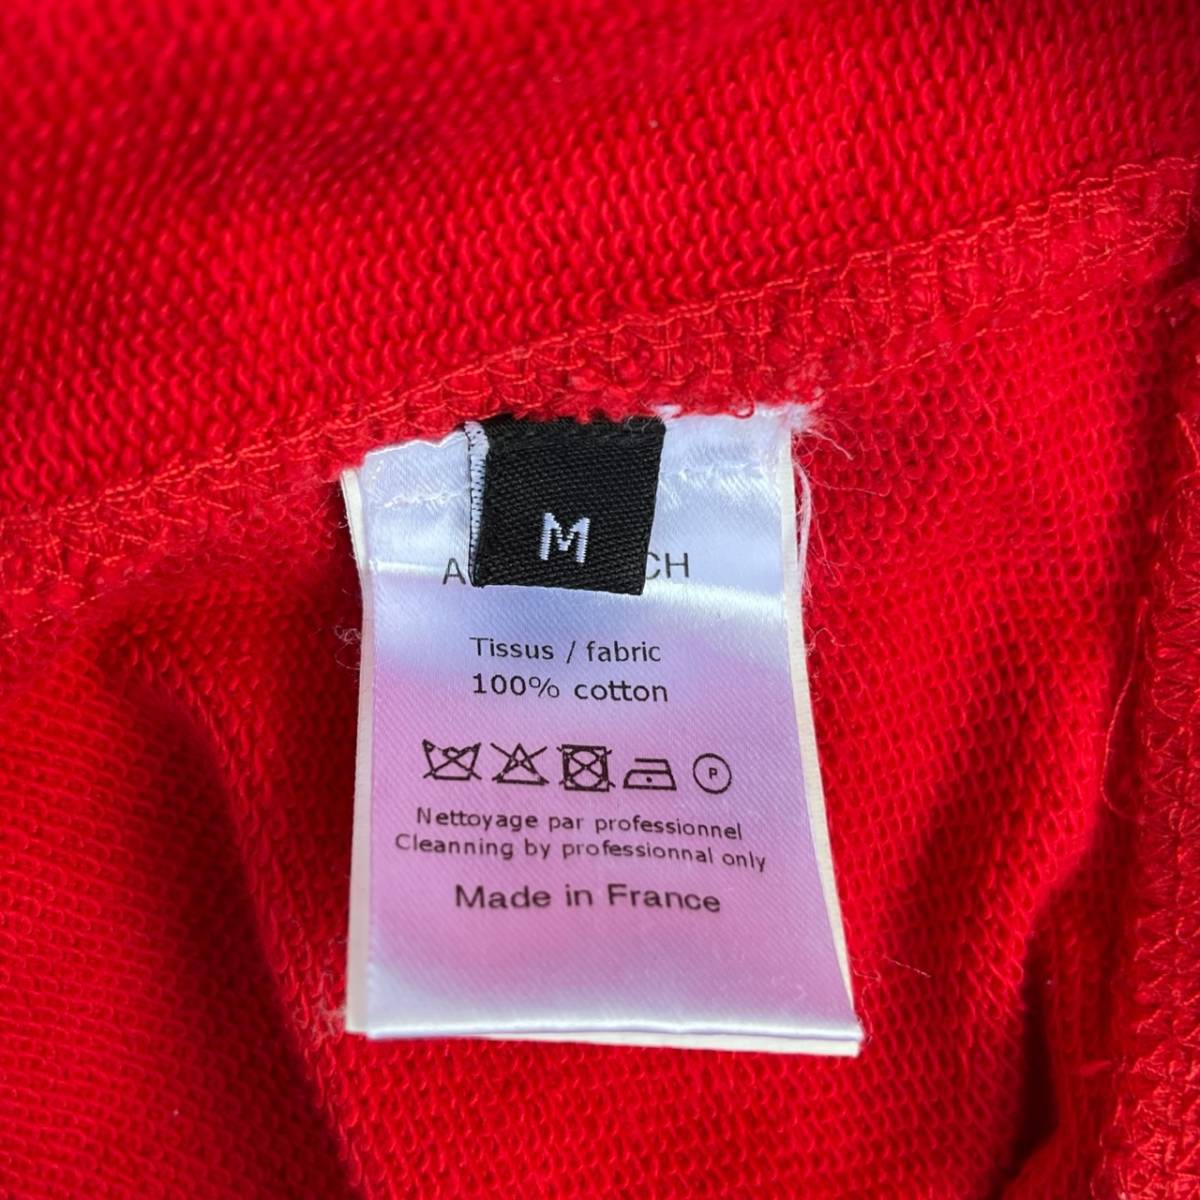 M
Tissus / fabric
100% cotton
P
Nettoyage par professionnel
Cleanning by professionnal only
Made in France